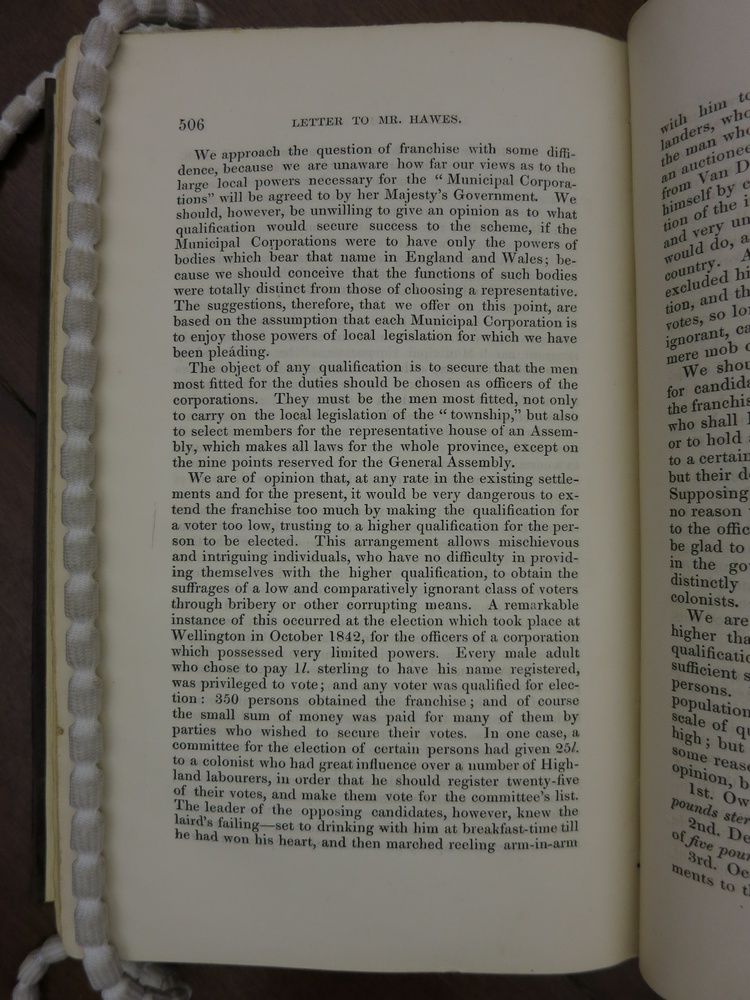 506
LETTER TO MR. HAWES.
We approach the question of franchise with some diffi-
dence, because we are unaware how far our views as to the
large local powers necessary for the “ Municipal Corpora-
tions” will be agreed to by her Majesty's Government. We
should, however, be unwilling to give an opinion as to what
qualification would secure success to the scheme, if the
Municipal Corporations were to have only the powers of
bodies which bear that name in England and Wales; be-
cause we should conceive that the functions of such bodies
were totally distinct from those of choosing a representative.
The suggestions, therefore, that we offer on this point, are
based on the assumption that each Municipal Corporation is
to enjoy those powers of local legislation for which we have
been pleading.
The object of any qualification is to secure that the men
most fitted for the duties should be chosen as officers of the
corporations. They must be the men most fitted, not only
to carry on the local legislation of the “ township,” but also
to select members for the representative house of an Assem-
bly, which makes all laws for the whole province, except on
the nine points reserved for the General Assembly.
We are of opinion that, at any rate in the existing settle-
ments and for the present, it would be very dangerous to ex-
tend the franchise too much by making the qualification for
a voter too low, trusting to a higher qualification for the per-
son to be elected. This arrangement allows mischievous
and intriguing individuals, who have no difficulty in provid-
ing themselves with the higher qualification, to obtain the
suffrages of a low and comparatively ignorant class of voters
through bribery or other corrupting means. A remarkable
instance of this occurred at the election which took place at
Wellington in October 1842, for the officers of a corporation
which possessed very limited powers. Every male adult
who chose to pay 1l. sterling to have his name registered,
was privileged to vote; and any voter was qualified for elec-
tion: 350 persons obtained the franchise; and of course
the small sum of money was paid for many of them by
parties who wished to secure their votes. In one case, a
committee for the election of certain persons had given 25l.
to a colonist who had great influence over a number of High-
land labourers, in order that he should register twenty-five
of their votes, and make them vote for the committee's list.
The leader of the opposing candidates, however, knew the
laird's failing—set to drinking with him at breakfast-time till
he had won his heart, and then marched reeling arm-in-arm
with him to
landers, who
the man who
an auctionee
from Van D
himself by c
tion of the i
and very un
would do, a
country. A
excluded hi
tion, and th
votes, so lo
ignorant, ca
mere mob o
We shou
for candida
the franchis
who shall
or to hold
to a certain
but their d
Supposing
no reason
to the offic
be glad to
in the go
distinctly
colonists.
We are
higher tha
qualificatio
sufficient s
persons.
population
scale of qu
high; but
some reaso
opinion, b
1st. Ow
pounds ster
2nd. De
of five pou
3rd. Oc
ments to th